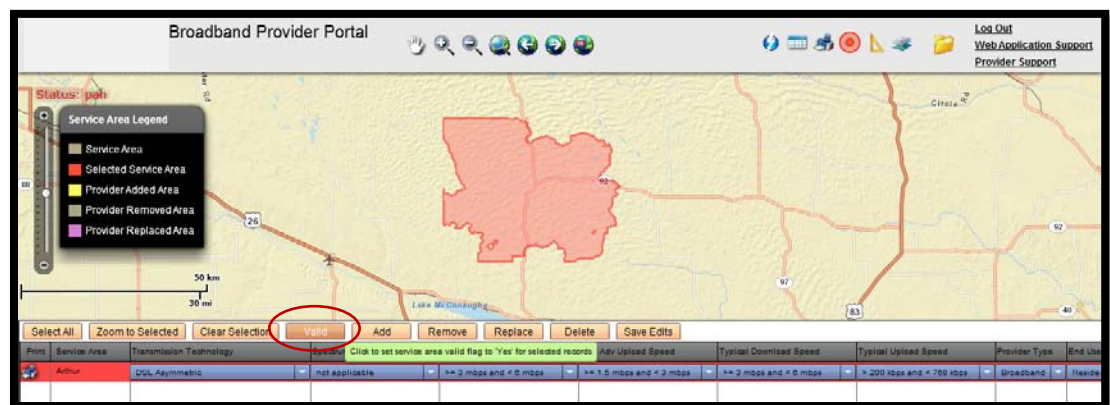 Broadband Provider Portal
Log Out
Web Application Support
Provider Support
Status: pan
Service Area Legend
Service Area
Selected Service Area
Provider Added Area
Provider Removed Area
Provider Replaced Area
26
92
Circle Rd
92
97
83
40
50 km
30 mi
Lake McConaughy
Select All Zoom to Selected Clear Selection Valid Add Remove Replace Delete Save Edits
Print Service Area Transmission Technology Click to set service area valid flag to 'Yes' for selected records Adv Upload Speed Typical Download Speed Typical Upload Speed Provider Type End Use
Arthur DSL Asymmetric not applicable >= 3 mbps and < 6 mbps >= 1.5 mbps and < 3 mbps >= 3 mbps and < 6 mbps > 200 kbps and < 768 kbps Broadband Reside